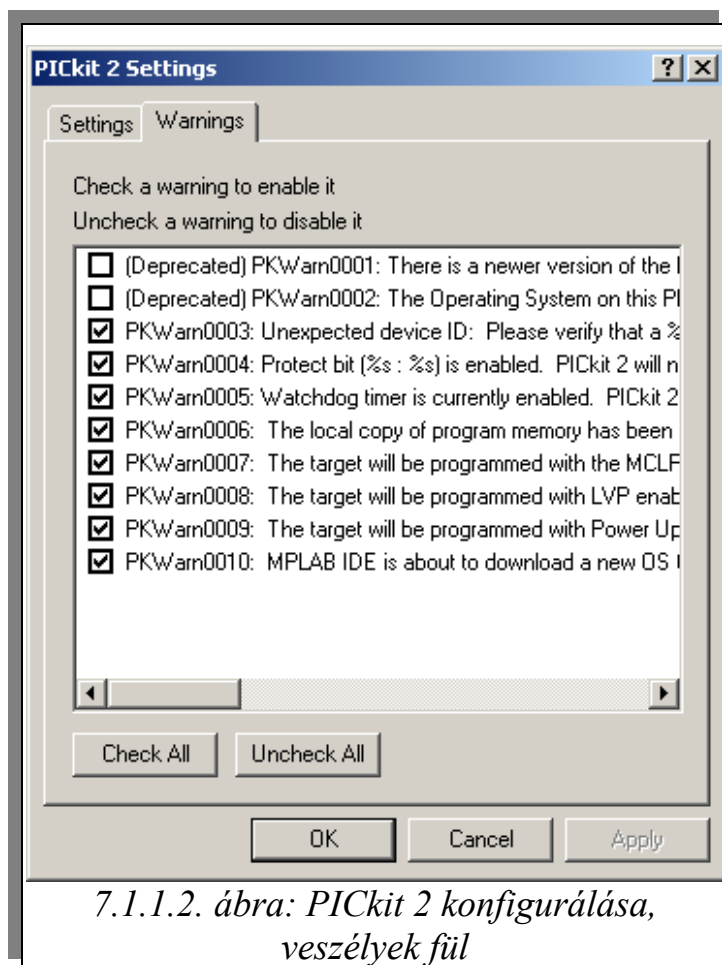 PICkit 2 Settings
Settings Warnings
Check a warning to enable it
Uncheck a warning to disable it
(Deprecated) PKWarn0001: There is a newer version of the
(Deprecated) PKWarn0002: The Operating System on this
PKWarn0003: Unexpected device ID: Please verify that a
PKWarn0004: Protect bit (%s : %s) is enabled. PICkit 2 will
PKWarn0005: Watchdog timer is currently enabled. PICkit 2
PKWarn0006: The local copy of program memory has been
PKWarn0007: The target will be programmed with the
PKWarn0008: The target will be programmed with LVP
PKWarn0009: The target will be programmed with Power
PKWarn0010: MPLAB IDE is about to download a new OS
Check All Uncheck All
OK Cancel Apply
7.1.1.2. ábra: PICkit 2 konfigurálása,
veszélyek fül